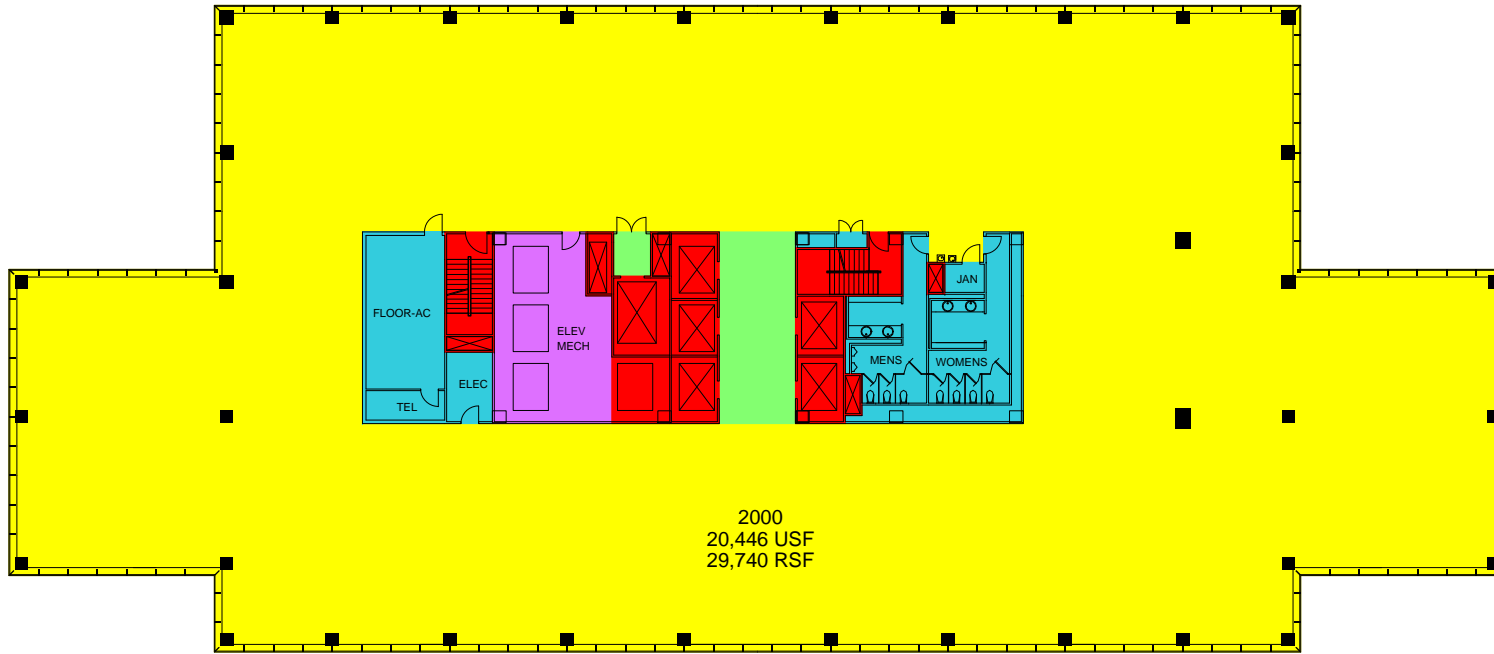 FLOOR-AC
TEL
ELEC
ELEV
MECH
JAN
MENS
WOMENS
2000
20,446 USF
29,740 RSF